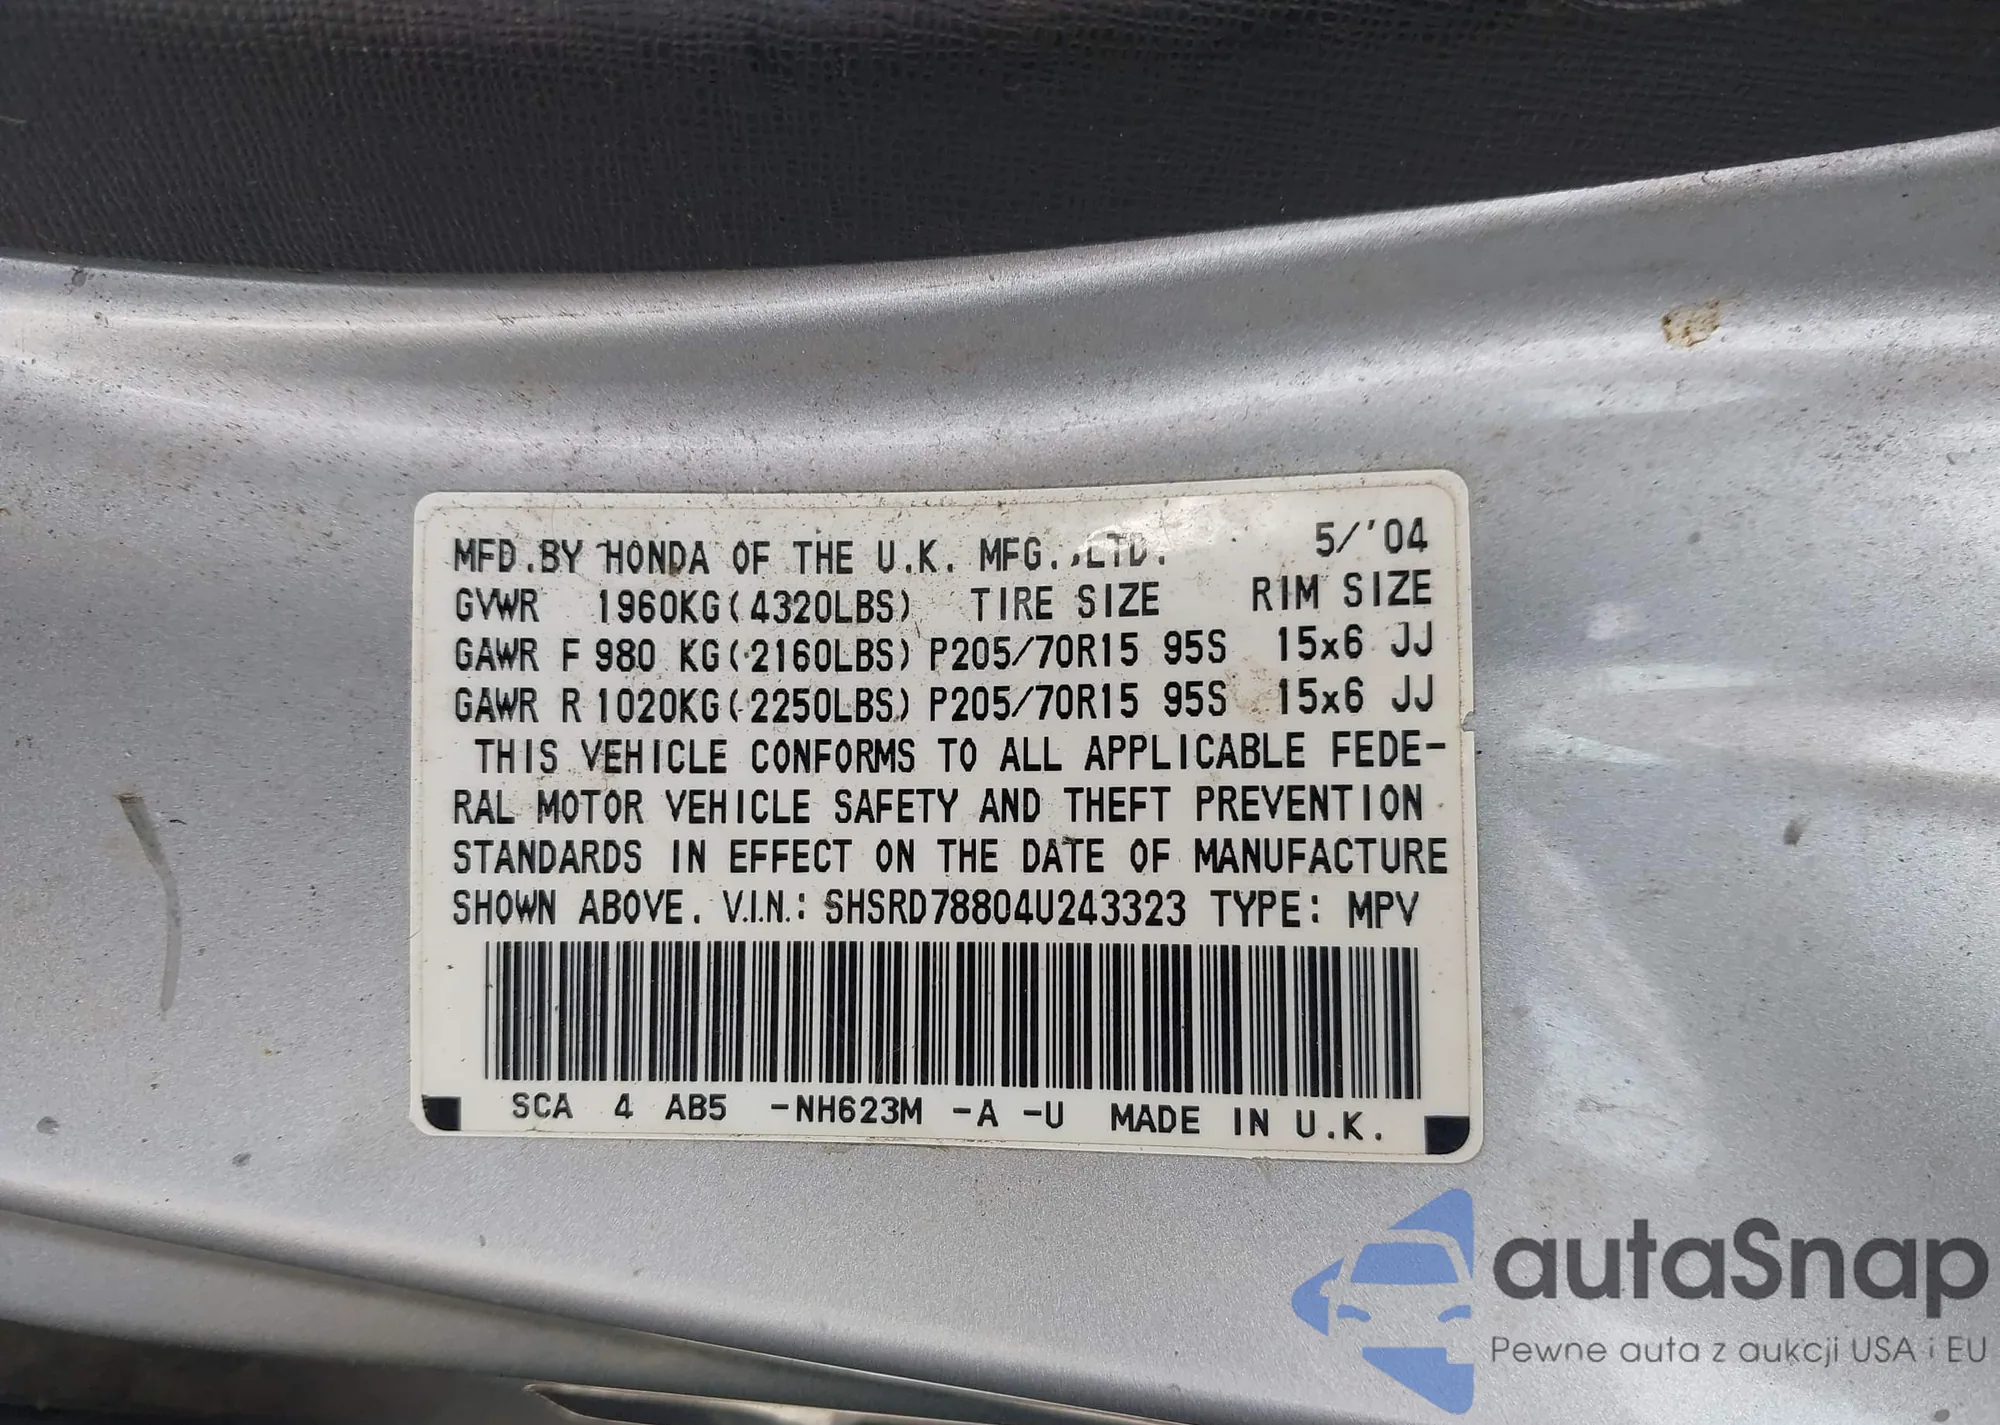 MFD.BY HONDA OF THE U.K. MFG.,LTD. 5/'04
GVWR 1960KG(4320LBS) TIRE SIZE RIM SIZE
GAWR F 980 KG( 2160LBS) P205/70R15 95S 15x6 JJ
GAWR R 1020KG( 2250LBS) P205/70R15 95S 15x6 JJ
THIS VEHICLE CONFORMS TO ALL APPLICABLE FEDE-
RAL MOTOR VEHICLE SAFETY AND THEFT PREVENTION
STANDARDS IN EFFECT ON THE DATE OF MANUFACTURE
SHOWN ABOVE. V.I.N.: SHSRD78804U243323 TYPE: MPV
SCA 4 AB5 -NH623M -A -U MADE IN U.K.
autaSnap
Pewne auta z aukcji USA i EU